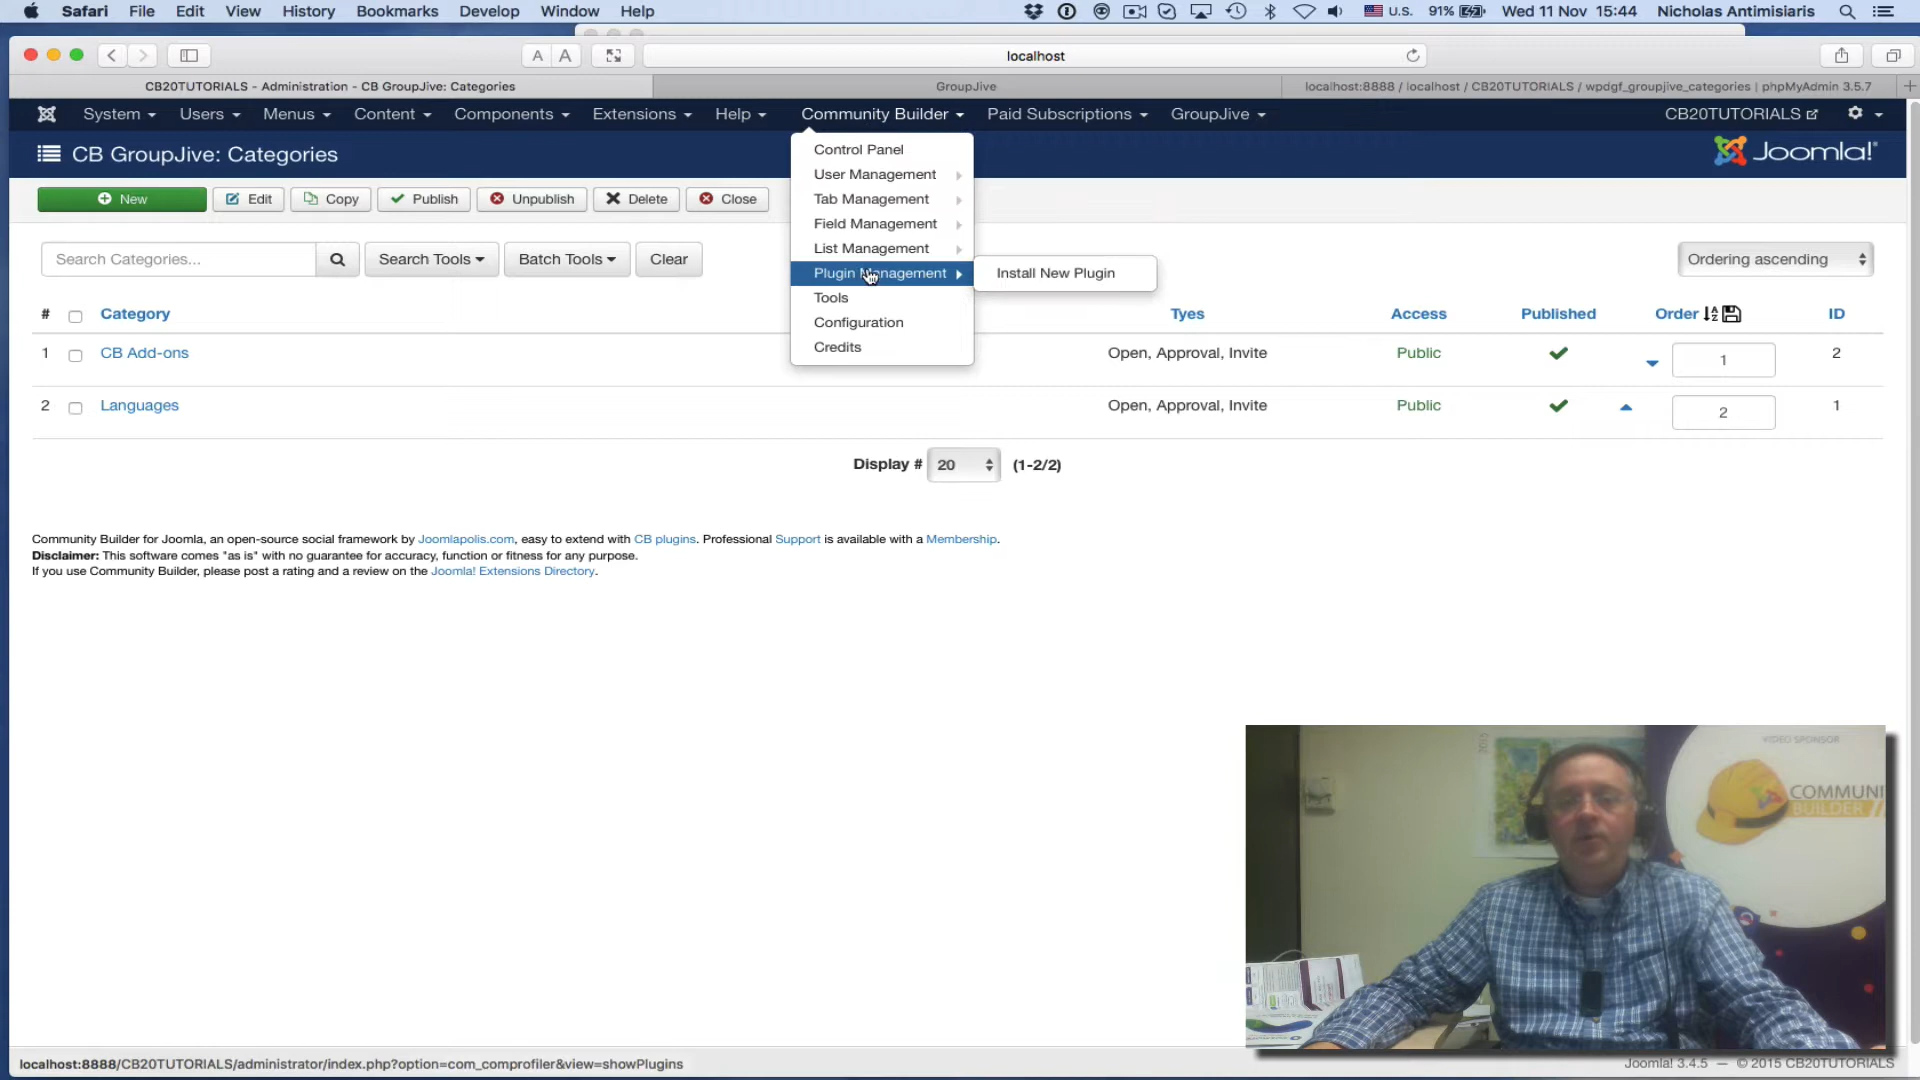 Safari File Edit View History Bookmarks Develop Window Help U.S. 91% Wed 11 Nov 15:44 Nicholas Antimisiaris
A A localhost
CB20TUTORIALS - Administration - CB GroupJive: Categories GroupJive localhost:8888 / localhost / CB20TUTORIALS / wpdgf_groupjive_categories | phpMyAdmin 3.5.7
System Users Menus Content Components Extensions Help Community Builder Paid Subscriptions GroupJive CB20TUTORIALS
CB GroupJive: Categories Joomla!
Control Panel
User Management
Tab Management
Field Management
List Management
Plugin Management Install New Plugin
Tools
Configuration
Credits
New Edit Copy Publish Unpublish Delete Close
Search Categories... Search Tools Batch Tools Clear Ordering ascending
# Category Tyes Access Published Order ID
1 CB Add-ons Open, Approval, Invite Public 1 2
2 Languages Open, Approval, Invite Public 2 1
Display # 20 (1-2/2)
Community Builder for Joomla, an open-source social framework by Joomlapolis.com, easy to extend with CB plugins. Professional Support is available with a Membership.
Disclaimer: This software comes "as is" with no guarantee for accuracy, function or fitness for any purpose.
If you use Community Builder, please post a rating and a review on the Joomla! Extensions Directory.
2015
VIDEO SPONSOR
COMMUNI
BUILDER
localhost:8888/CB20TUTORIALS/administrator/index.php?option=com_comprofiler&view=showPlugins
Joomla! 3.4.5 — © 2015 CB20TUTORIALS